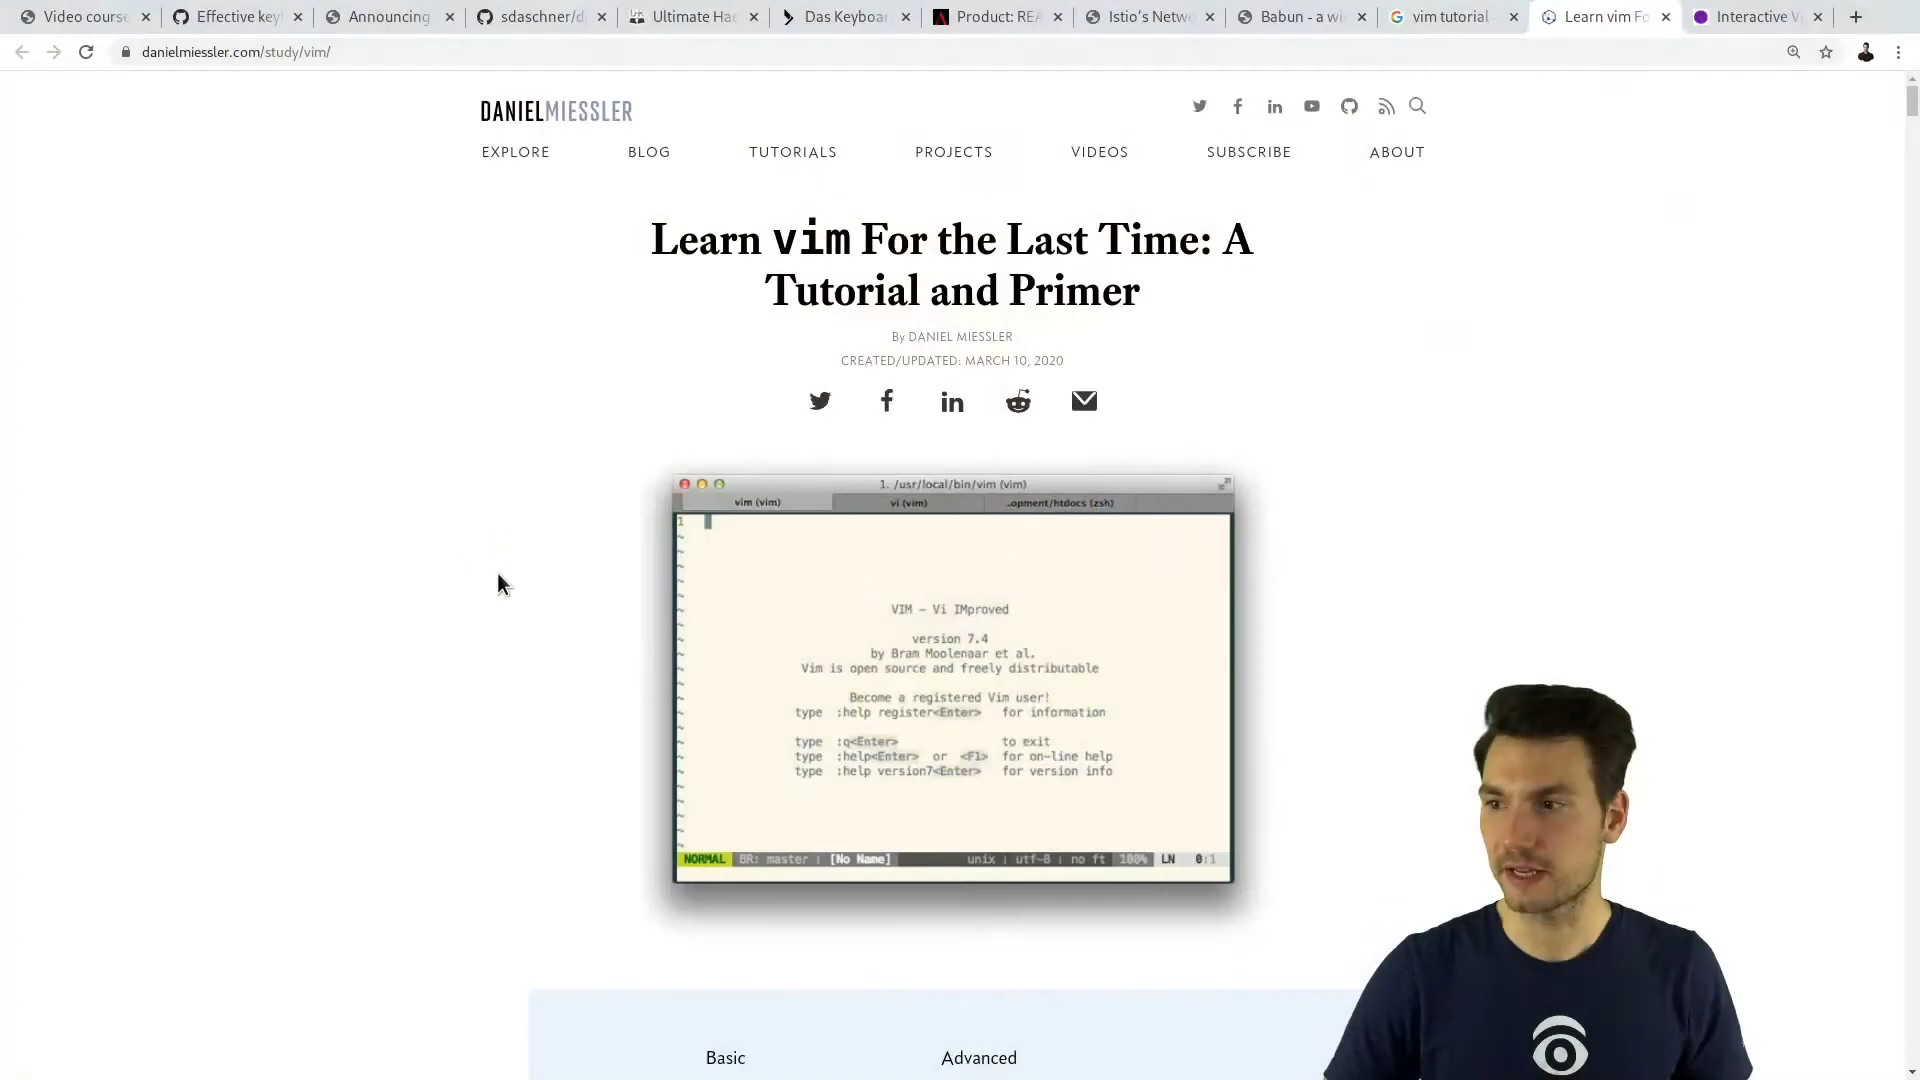 Video course
Effective key
Announcing
sdaschner/d
Ultimate Hac
Das Keyboar
Product: REA
Istio's Netwo
Babun - a wi
vim tutorial
Learn vim Fo
Interactive V
danielmiessler.com/study/vim/
DANIELMIESSLER
EXPLORE
BLOG
TUTORIALS
PROJECTS
VIDEOS
SUBSCRIBE
ABOUT
Learn vim For the Last Time: A
Tutorial and Primer
By DANIEL MIESSLER
CREATED/UPDATED: MARCH 10, 2020
1. /usr/local/bin/vim (vim)
vim (vim)
vi (vim)
..opment/htdocs (zsh)
1
VIM - Vi IMproved
version 7.4
by Bram Moolenaar et al.
Vim is open source and freely distributable
Become a registered Vim user!
type :help register<Enter> for information
type :q<Enter> to exit
type :help<Enter> or <F1> for on-line help
type :help version7<Enter> for version info
NORMAL BR: master | [No Name] unix | utf-8 | no ft 100% LN 0:1
Basic
Advanced